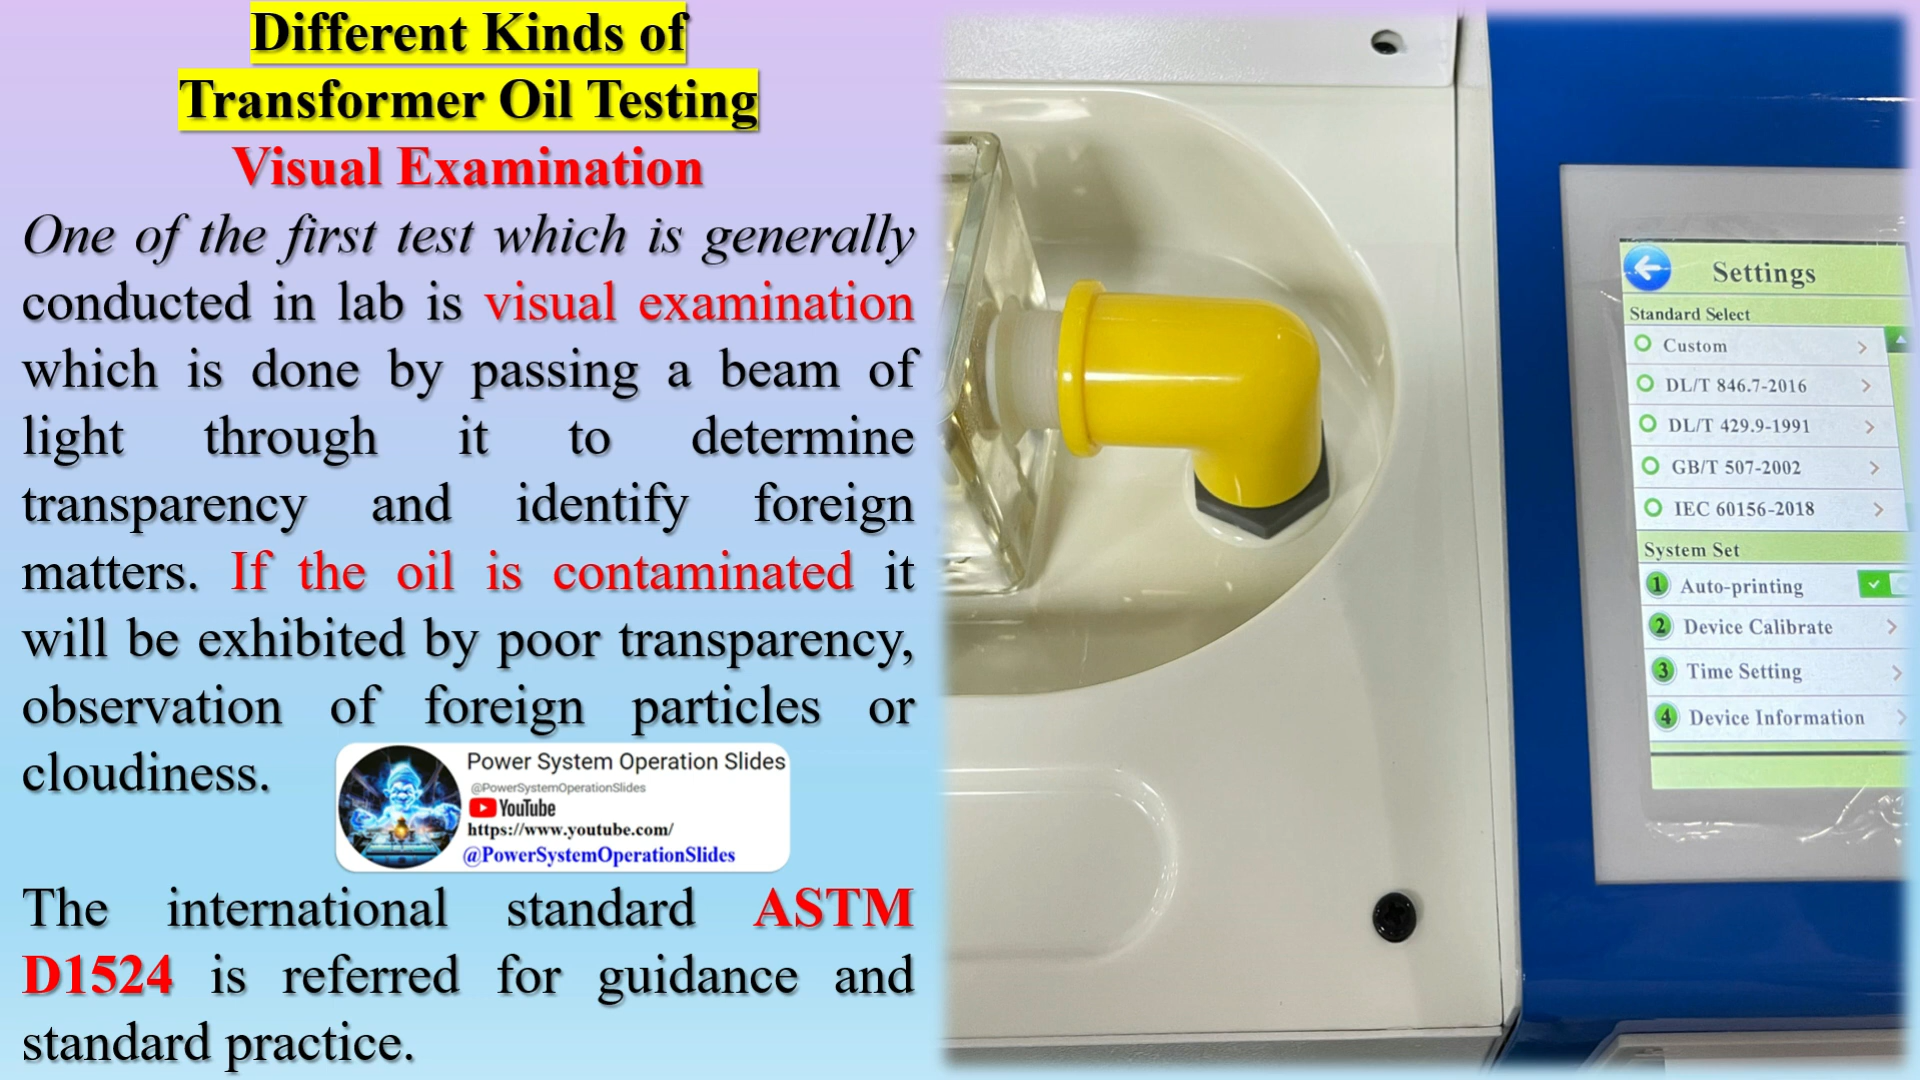 Different Kinds of
Transformer Oil Testing
Visual Examination
One of the first test which is generally
conducted in lab is visual examination
which is done by passing a beam of
light through it to determine
transparency and identify foreign
matters. If the oil is contaminated it
will be exhibited by poor transparency,
observation of foreign particles or
cloudiness.
Power System Operation Slides
@PowerSystemOperationSlides
YouTube
https://www.youtube.com/
@PowerSystemOperationSlides
The international standard ASTM
D1524 is referred for guidance and
standard practice.
Settings
Standard Select
Custom
DL/T 846.7-2016
DL/T 429.9-1991
GB/T 507-2002
IEC 60156-2018
System Set
1 Auto-printing
2 Device Calibrate
3 Time Setting
4 Device Information